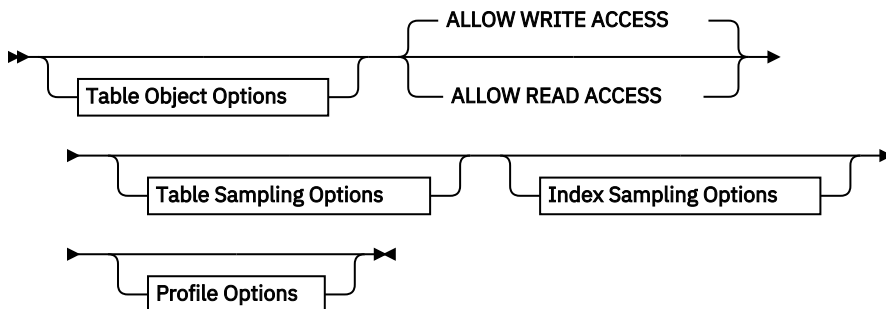 ALLOW WRITE ACCESS
Table Object Options
ALLOW READ ACCESS
Table Sampling Options
Index Sampling Options
Profile Options